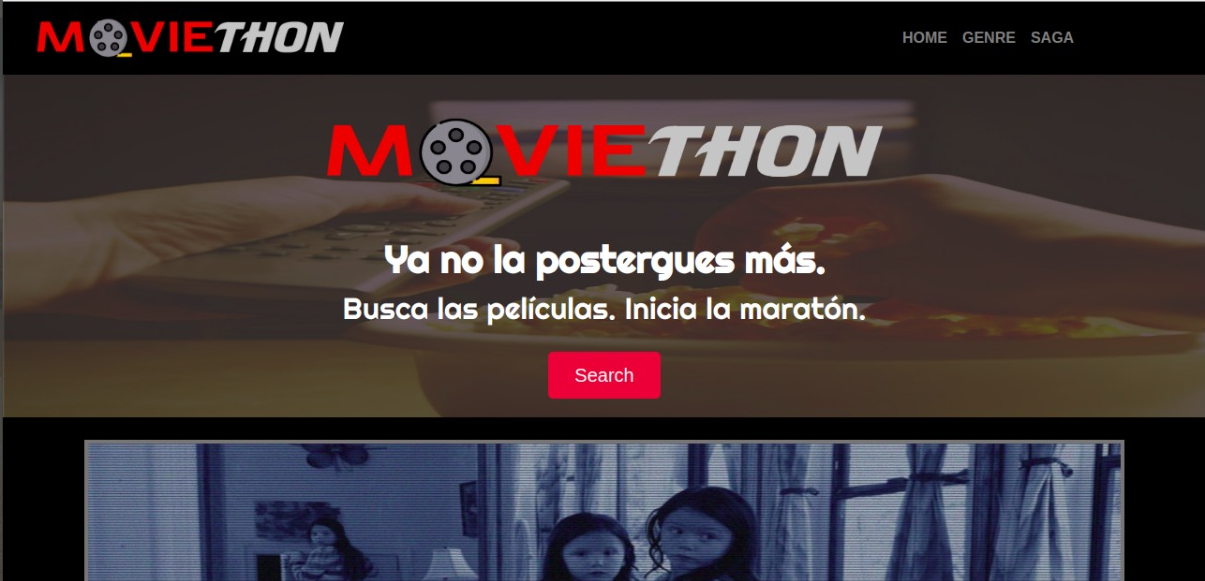 MOVIETHON
HOME GENRE SAGA
MOVIETHON
Ya no la postergues más.
Busca las películas. Inicia la maratón.
Search